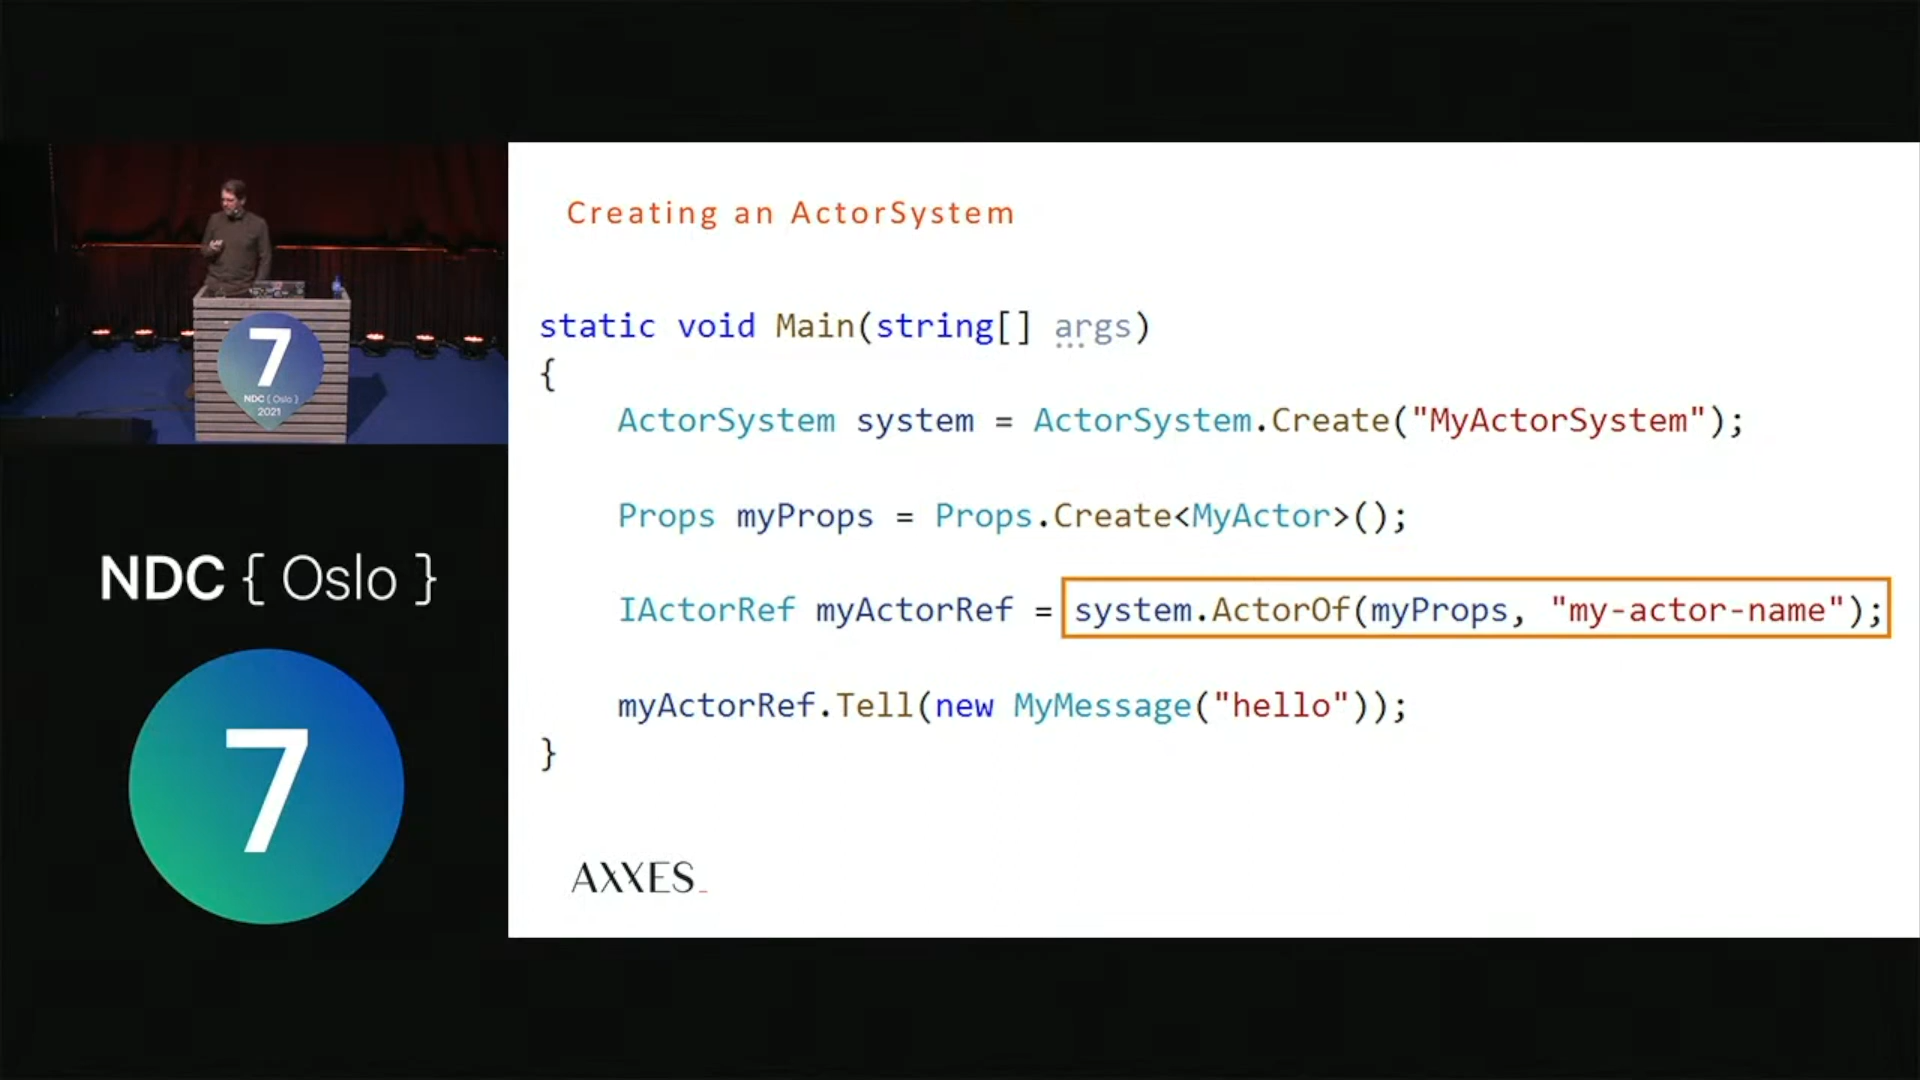 7
NDC { Oslo }
2021
NDC { Oslo }
7
Creating an ActorSystem
static void Main(string[] args)
{
ActorSystem system = ActorSystem.Create("MyActorSystem");
Props myProps = Props.Create<MyActor>();
IActorRef myActorRef = system.ActorOf(myProps, "my-actor-name");
myActorRef.Tell(new MyMessage("hello"));
}
AXXES_